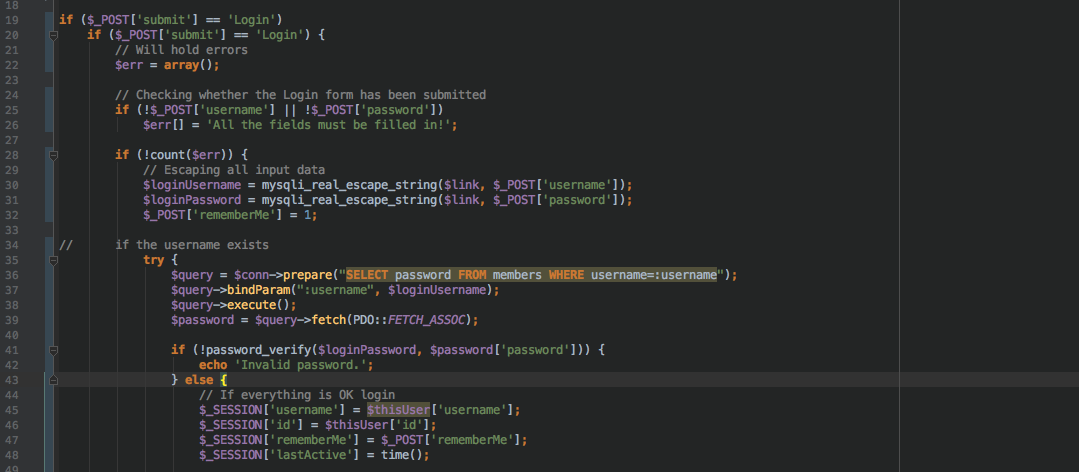 18
19 if ($_POST['submit'] == 'Login')
20 if ($_POST['submit'] == 'Login') {
21 // Will hold errors
22 $err = array();
23
24 // Checking whether the Login form has been submitted
25 if (!$_POST['username'] || !$_POST['password'])
26 $err[] = 'All the fields must be filled in!';
27
28 if (!count($err)) {
29 // Escaping all input data
30 $loginUsername = mysqli_real_escape_string($link, $_POST['username']);
31 $loginPassword = mysqli_real_escape_string($link, $_POST['password']);
32 $_POST['rememberMe'] = 1;
33
34 // if the username exists
35 try {
36 $query = $conn->prepare("SELECT password FROM members WHERE username=:username");
37 $query->bindParam(":username", $loginUsername);
38 $query->execute();
39 $password = $query->fetch(PDO::FETCH_ASSOC);
40
41 if (!password_verify($loginPassword, $password['password'])) {
42 echo 'Invalid password.';
43 } else {
44 // If everything is OK login
45 $_SESSION['username'] = $thisUser['username'];
46 $_SESSION['id'] = $thisUser['id'];
47 $_SESSION['rememberMe'] = $_POST['rememberMe'];
48 $_SESSION['lastActive'] = time();
49